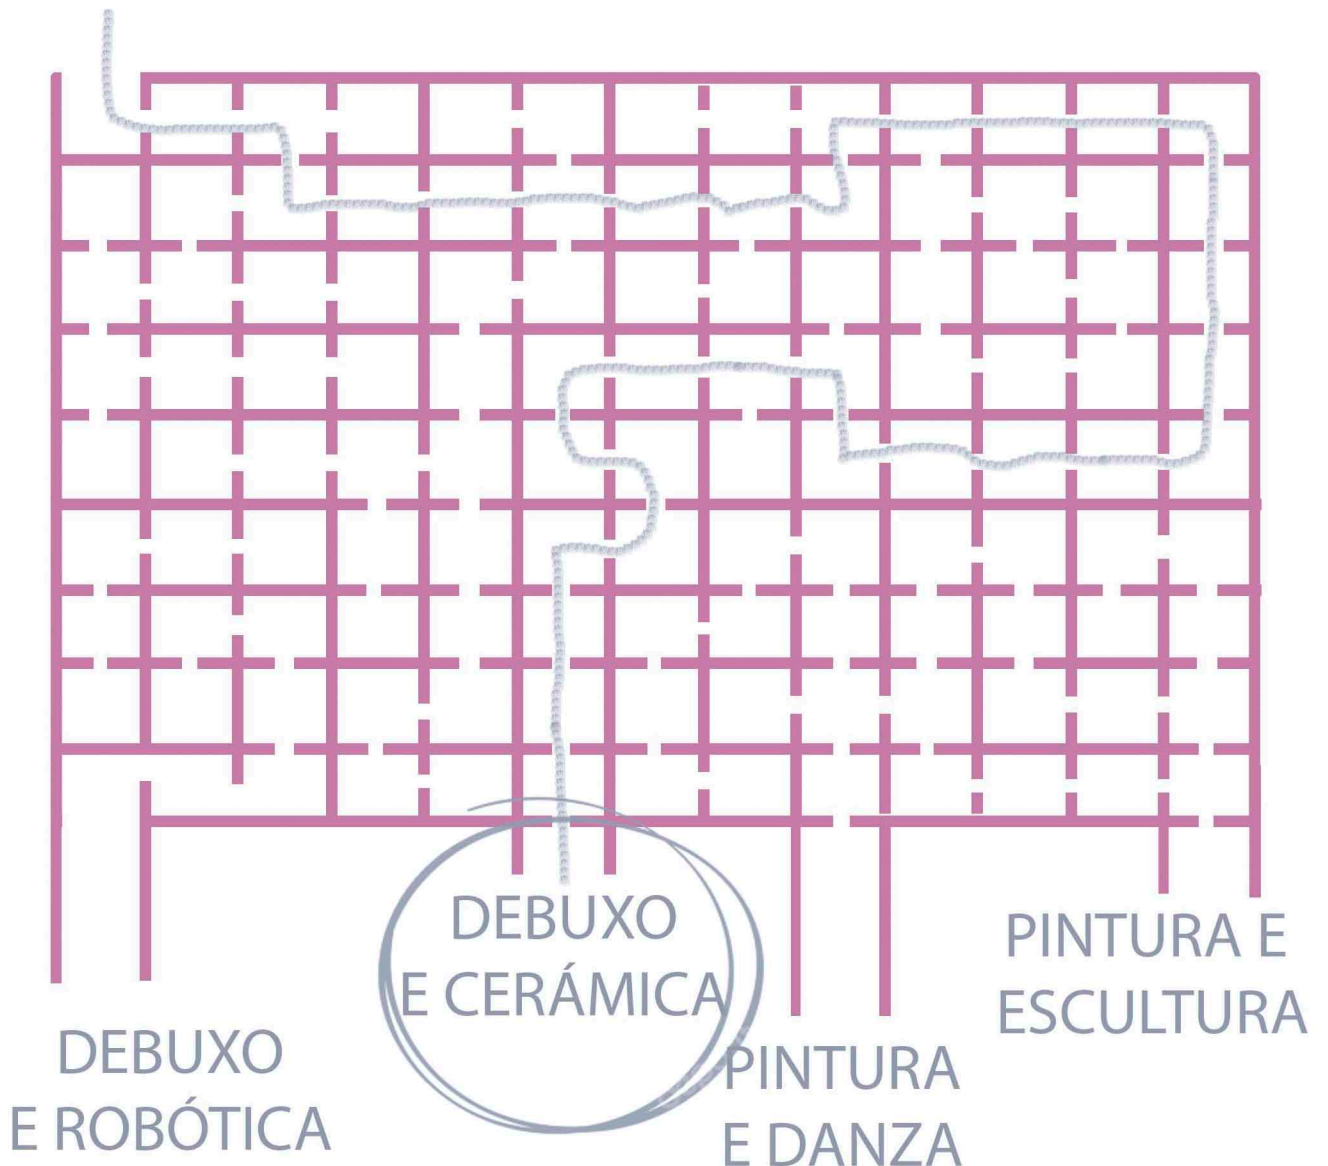 DEBUXO
E CERÁMICA
PINTURA E
ESCULTURA
DEBUXO
E ROBÓTICA
PINTURA
E DANZA